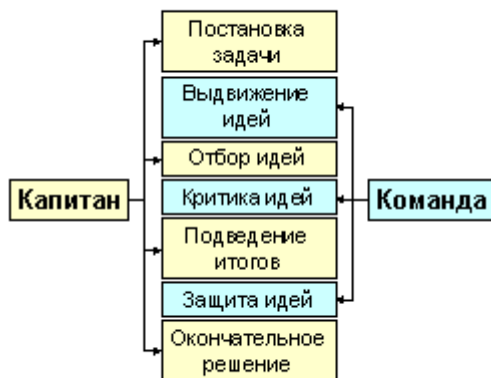 Постановка
задачи
Выдвижение
идей
Отбор идей
Капитан
Критика идей
Команда
Подведение
итогов
Защита идей
Окончательное
решение